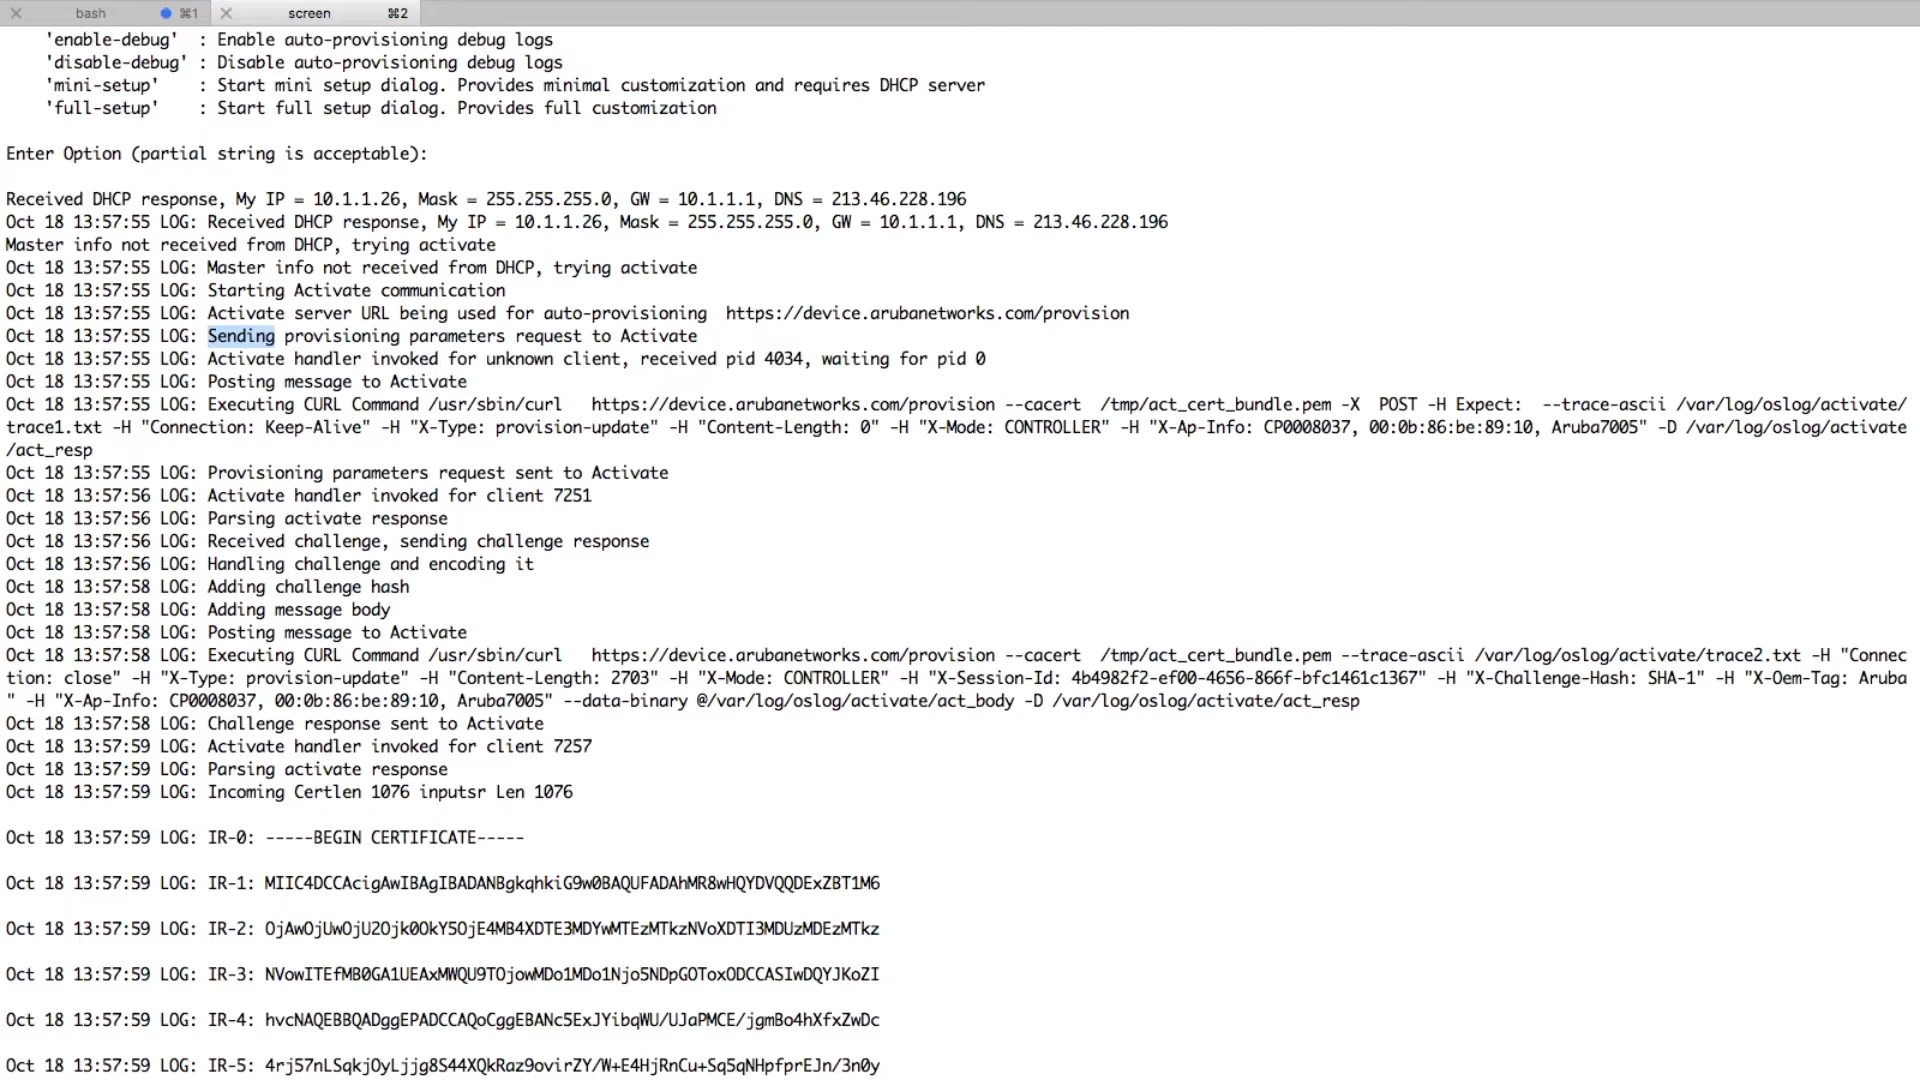 bash ⌘1 screen ⌘2
'enable-debug' : Enable auto-provisioning debug logs
'disable-debug' : Disable auto-provisioning debug logs
'mini-setup' : Start mini setup dialog. Provides minimal customization and requires DHCP server
'full-setup' : Start full setup dialog. Provides full customization
Enter Option (partial string is acceptable):
Received DHCP response, My IP = 10.1.1.26, Mask = 255.255.255.0, GW = 10.1.1.1, DNS = 213.46.228.196
Oct 18 13:57:55 LOG: Received DHCP response, My IP = 10.1.1.26, Mask = 255.255.255.0, GW = 10.1.1.1, DNS = 213.46.228.196
Master info not received from DHCP, trying activate
Oct 18 13:57:55 LOG: Master info not received from DHCP, trying activate
Oct 18 13:57:55 LOG: Starting Activate communication
Oct 18 13:57:55 LOG: Activate server URL being used for auto-provisioning  https://device.arubanetworks.com/provision
Oct 18 13:57:55 LOG: Sending provisioning parameters request to Activate
Oct 18 13:57:55 LOG: Activate handler invoked for unknown client, received pid 4034, waiting for pid 0
Oct 18 13:57:55 LOG: Posting message to Activate
Oct 18 13:57:55 LOG: Executing CURL Command /usr/sbin/curl   https://device.arubanetworks.com/provision --cacert  /tmp/act_cert_bundle.pem -X  POST -H Expect:  --trace-ascii /var/log/oslog/activate/
trace1.txt -H "Connection: Keep-Alive" -H "X-Type: provision-update" -H "Content-Length: 0" -H "X-Mode: CONTROLLER" -H "X-Ap-Info: CP0008037, 00:0b:86:be:89:10, Aruba7005" -D /var/log/oslog/activate
/act_resp
Oct 18 13:57:55 LOG: Provisioning parameters request sent to Activate
Oct 18 13:57:56 LOG: Activate handler invoked for client 7251
Oct 18 13:57:56 LOG: Parsing activate response
Oct 18 13:57:56 LOG: Received challenge, sending challenge response
Oct 18 13:57:56 LOG: Handling challenge and encoding it
Oct 18 13:57:58 LOG: Adding challenge hash
Oct 18 13:57:58 LOG: Adding message body
Oct 18 13:57:58 LOG: Posting message to Activate
Oct 18 13:57:58 LOG: Executing CURL Command /usr/sbin/curl   https://device.arubanetworks.com/provision --cacert  /tmp/act_cert_bundle.pem --trace-ascii /var/log/oslog/activate/trace2.txt -H "Connec
tion: close" -H "X-Type: provision-update" -H "Content-Length: 2703" -H "X-Mode: CONTROLLER" -H "X-Session-Id: 4b4982f2-ef00-4656-866f-bfc1461c1367" -H "X-Challenge-Hash: SHA-1" -H "X-Oem-Tag: Aruba
" -H "X-Ap-Info: CP0008037, 00:0b:86:be:89:10, Aruba7005" --data-binary @/var/log/oslog/activate/act_body -D /var/log/oslog/activate/act_resp
Oct 18 13:57:58 LOG: Challenge response sent to Activate
Oct 18 13:57:59 LOG: Activate handler invoked for client 7257
Oct 18 13:57:59 LOG: Parsing activate response
Oct 18 13:57:59 LOG: Incoming Certlen 1076 inputsr Len 1076
Oct 18 13:57:59 LOG: IR-0: -----BEGIN CERTIFICATE-----
Oct 18 13:57:59 LOG: IR-1: MIIC4DCCAcigAwIBAgIBADANBgkqhkiG9w0BAQUFADAhMR8wHQYDVQQDExZBT1M6
Oct 18 13:57:59 LOG: IR-2: OjAwOjUwOjU2Ojk0OkY5OjE4MB4XDTE3MDYwMTEzMTkzNVoXDTI3MDUzMDEzMTkz
Oct 18 13:57:59 LOG: IR-3: NVowITEfMB0GA1UEAxMWQU9TOjowMDo1MDo1Njo5NDpGOToxODCCASIwDQYJKoZI
Oct 18 13:57:59 LOG: IR-4: hvcNAQEBBQADggEPADCCAQoCggEBANc5ExJYibqWU/UJaPMCE/jgmBo4hXfxZwDc
Oct 18 13:57:59 LOG: IR-5: 4rj57nLSqkjOyLjjg8S44XQkRaz9ovirZY/W+E4HjRnCu+Sq5qNHpfprEJn/3n0y